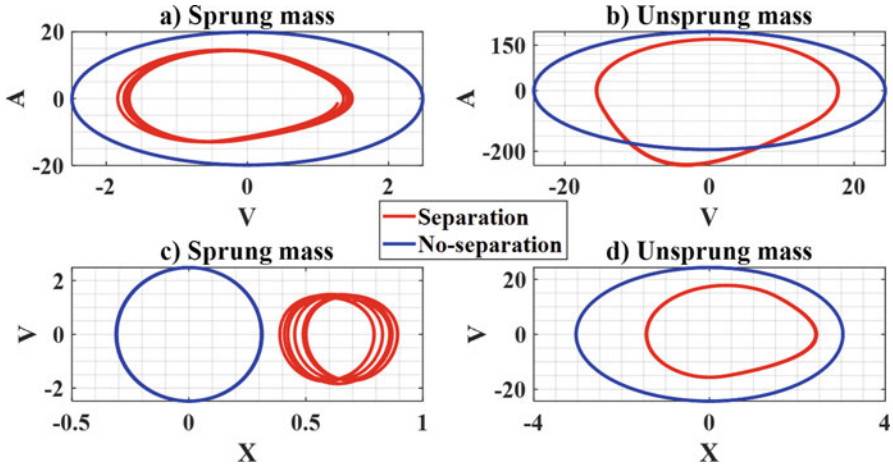 a) Sprung mass
20
0
-20
A
-2
0
2
V
b) Unsprung mass
150
0
-200
A
-20
0
20
V
Separation
No-separation
c) Sprung mass
2
0
-2
V
-0.5
0
0.5
1
X
d) Unsprung mass
20
0
-20
V
-4
0
4
X